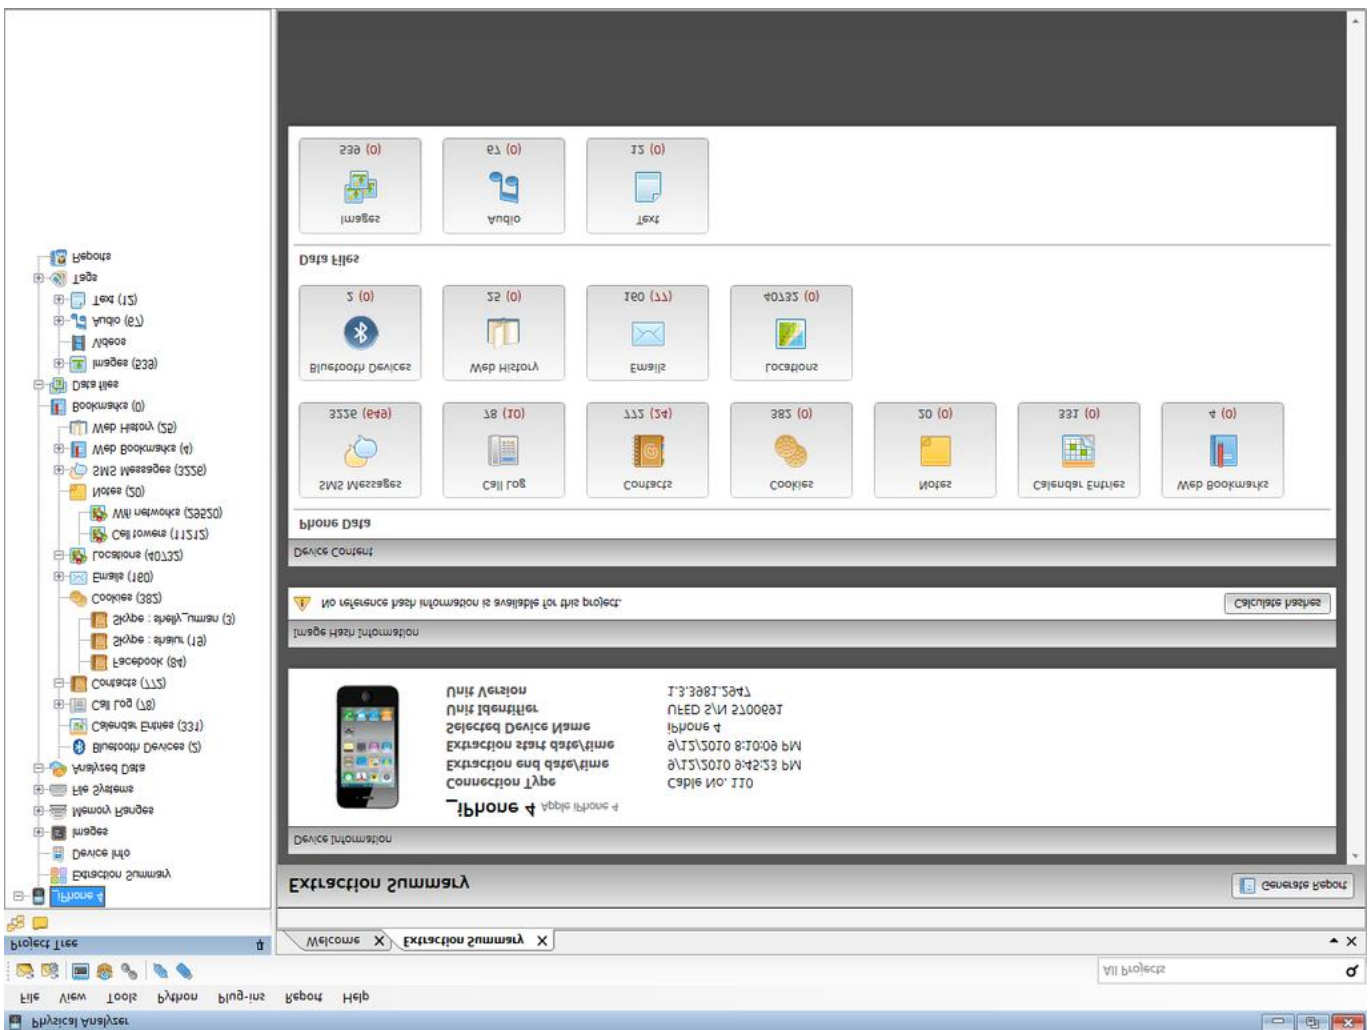 Physical Analyzer
File View Tools Python Plug-ins Report Help
All Projects
Project Tree
_iPhone 4
Extraction Summary
Device Info
Images
Memory Ranges
File Systems
Analyzed Data
Bluetooth Devices (2)
Calendar Entries (331)
Call Log (78)
Contacts (772)
Facebook (84)
Skype : shaiur (19)
Skype : shelly_uman (3)
Cookies (382)
Emails (160)
Locations (40732)
Cell towers (11212)
Wifi networks (29520)
Notes (20)
SMS Messages (3226)
Web Bookmarks (4)
Web History (25)
Bookmarks (0)
Data files
Images (539)
Videos
Audio (67)
Text (12)
Tags
Reports
Welcome X Extraction Summary X
Extraction Summary
Generate Report
Device Information
_iPhone 4 Apple iPhone 4
Connection Type Cable No. 110
Extraction end date/time 9/12/2010 9:45:23 PM
Extraction start date/time 9/12/2010 8:10:09 PM
Selected Device Name iPhone 4
Unit Identifier UFED S/N 5700691
Unit Version 1.3.3981.2947
Image Hash Information
No reference hash information is available for this project.
Calculate hashes
Device Content
Phone Data
SMS Messages Call Log Contacts Cookies Notes Calendar Entries Web Bookmarks
3226 (649) 78 (10) 772 (24) 382 (0) 20 (0) 331 (0) 4 (0)
Bluetooth Devices Web History Emails Locations
2 (0) 25 (0) 160 (77) 40732 (0)
Data Files
Images Audio Text
539 (0) 67 (0) 12 (0)